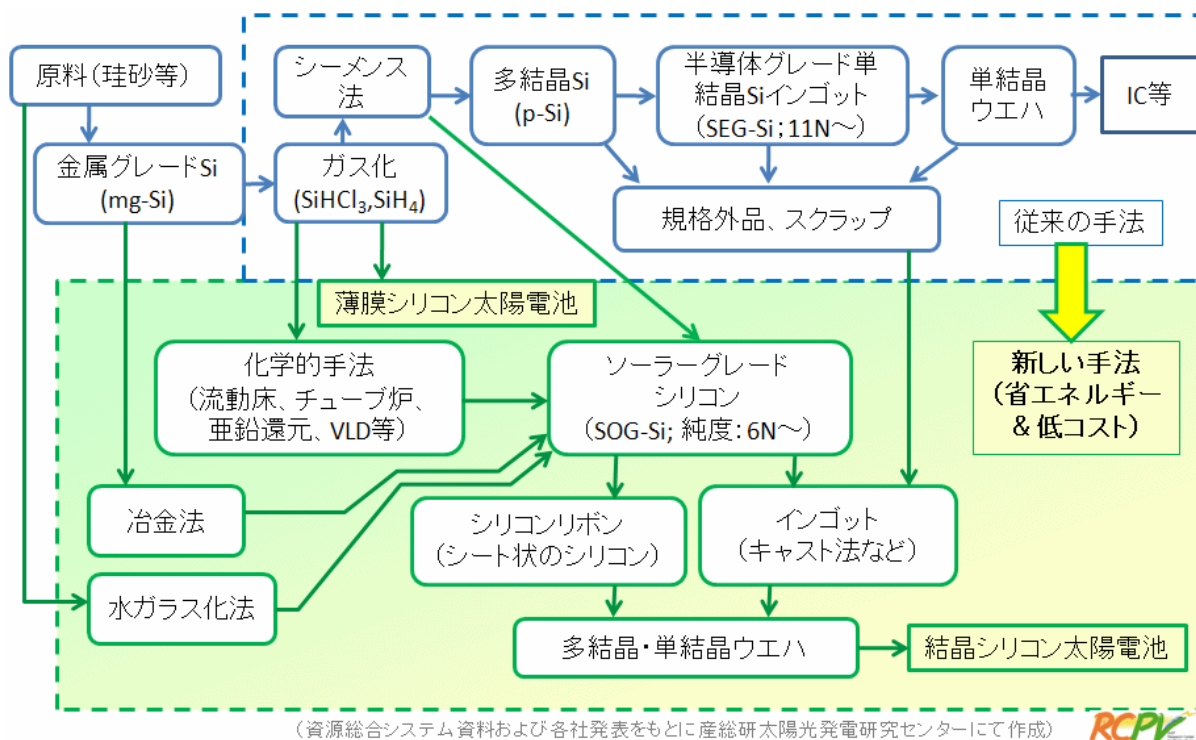 原料(珪砂等)
シーメンス
法
多結晶Si
(p-Si)
半導体グレード単
結晶Siインゴット
(SEG-Si;11N～)
単結晶
ウエハ
IC等
金属グレードSi
(mg-Si)
ガス化
(SiHCl₃,SiH₄)
規格外品、スクラップ
従来の手法
薄膜シリコン太陽電池
化学的手法
(流動床、チューブ炉、
亜鉛還元、VLD等)
ソーラーグレード
シリコン
(SOG-Si; 純度：6N～)
新しい手法
(省エネルギー
＆低コスト)
冶金法
シリコンリボン
(シート状のシリコン)
インゴット
(キャスト法など)
水ガラス化法
多結晶・単結晶ウエハ
結晶シリコン太陽電池
(資源総合システム資料および各社発表をもとに産総研太陽光発電研究センターにて作成)
RCPV